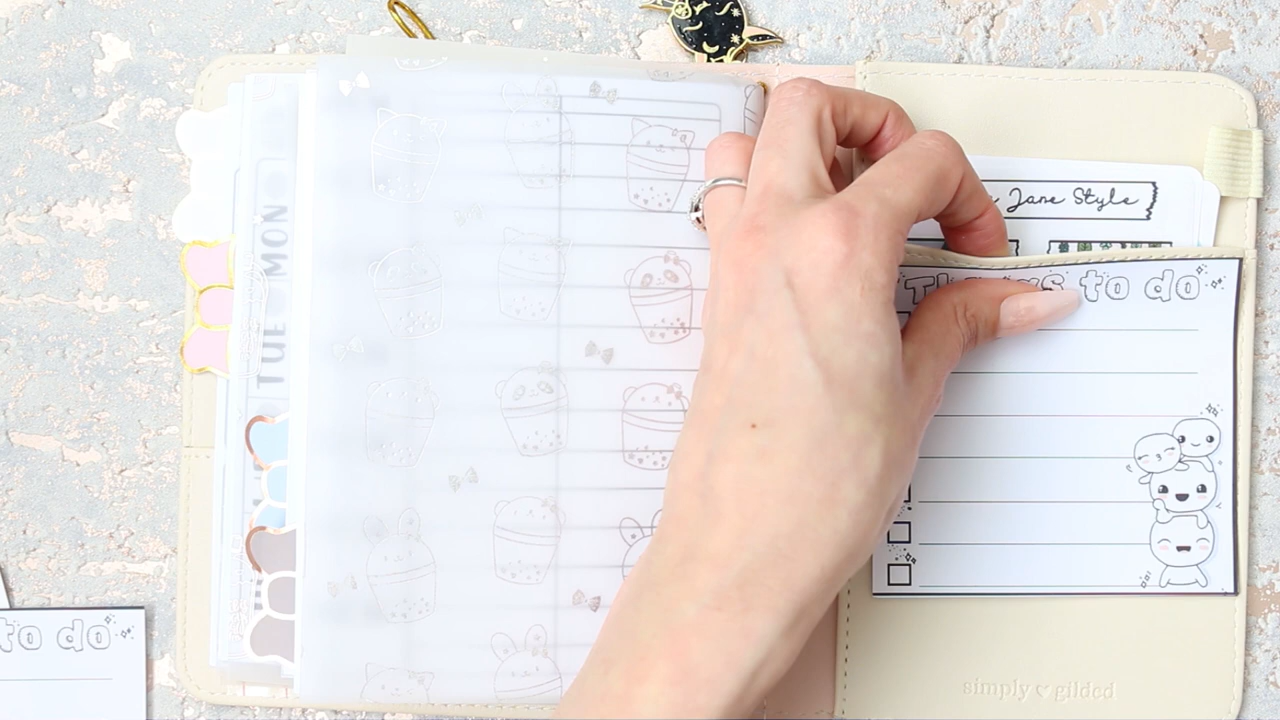 TUE MON
Jane Style
Things to do
simply ♡ gilded
to do